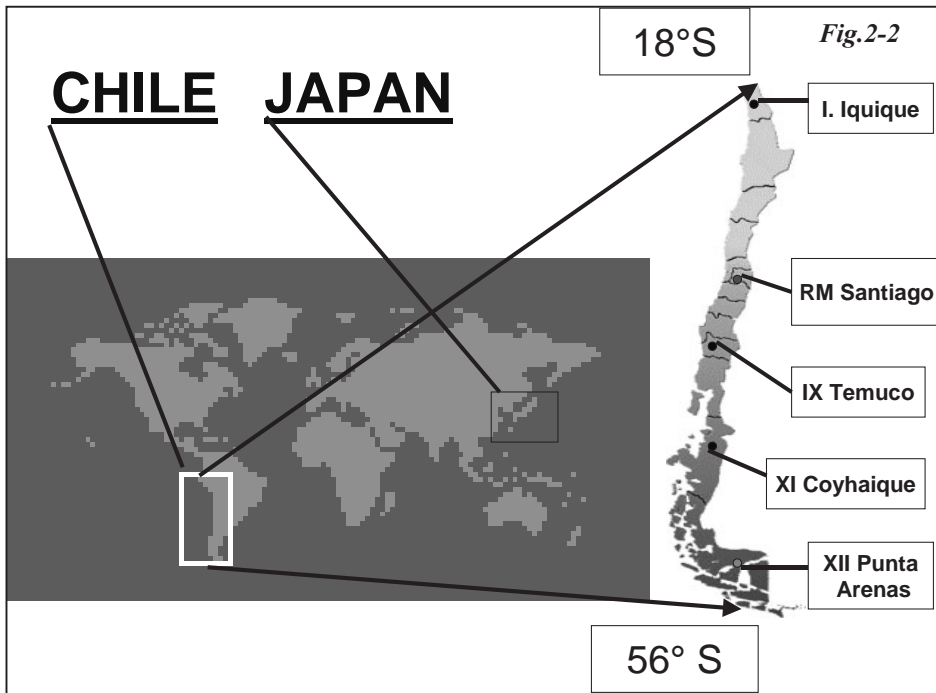 18°S
Fig.2-2
CHILE JAPAN
I. Iquique
RM Santiago
IX Temuco
XI Coyhaique
XII Punta
Arenas
56° S